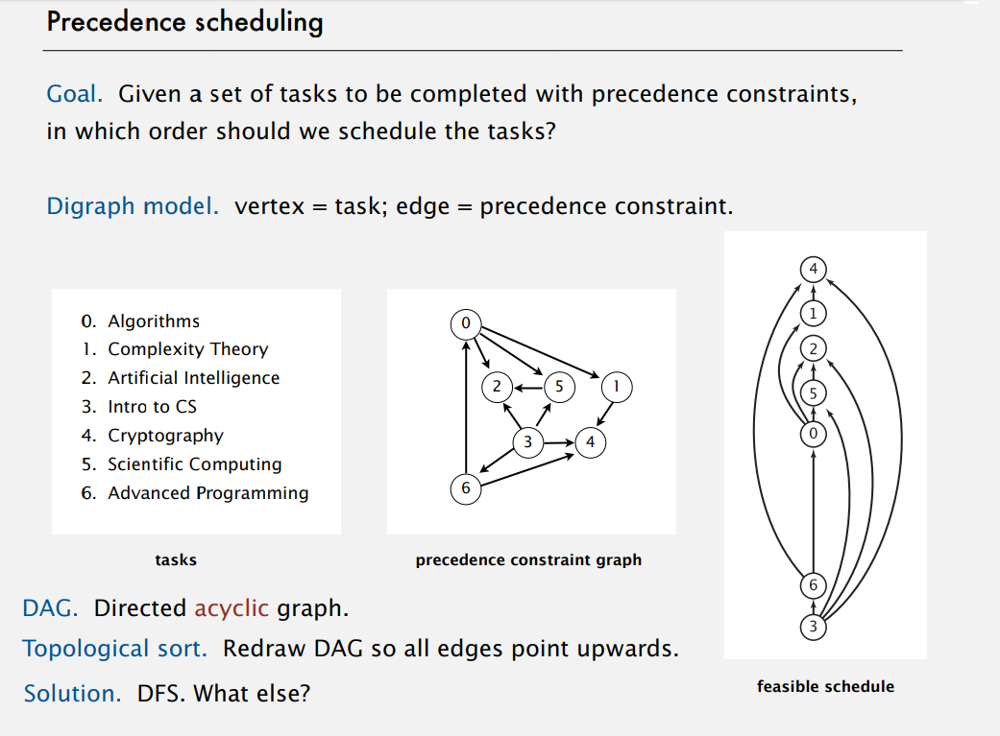 Precedence scheduling
Goal. Given a set of tasks to be completed with precedence constraints,
in which order should we schedule the tasks?
Digraph model. vertex = task; edge = precedence constraint.
0. Algorithms
1. Complexity Theory
2. Artificial Intelligence
3. Intro to CS
4. Cryptography
5. Scientific Computing
6. Advanced Programming
tasks
0
2
5
1
3
4
6
precedence constraint graph
4
1
2
5
0
6
3
feasible schedule
DAG. Directed acyclic graph.
Topological sort. Redraw DAG so all edges point upwards.
Solution. DFS. What else?